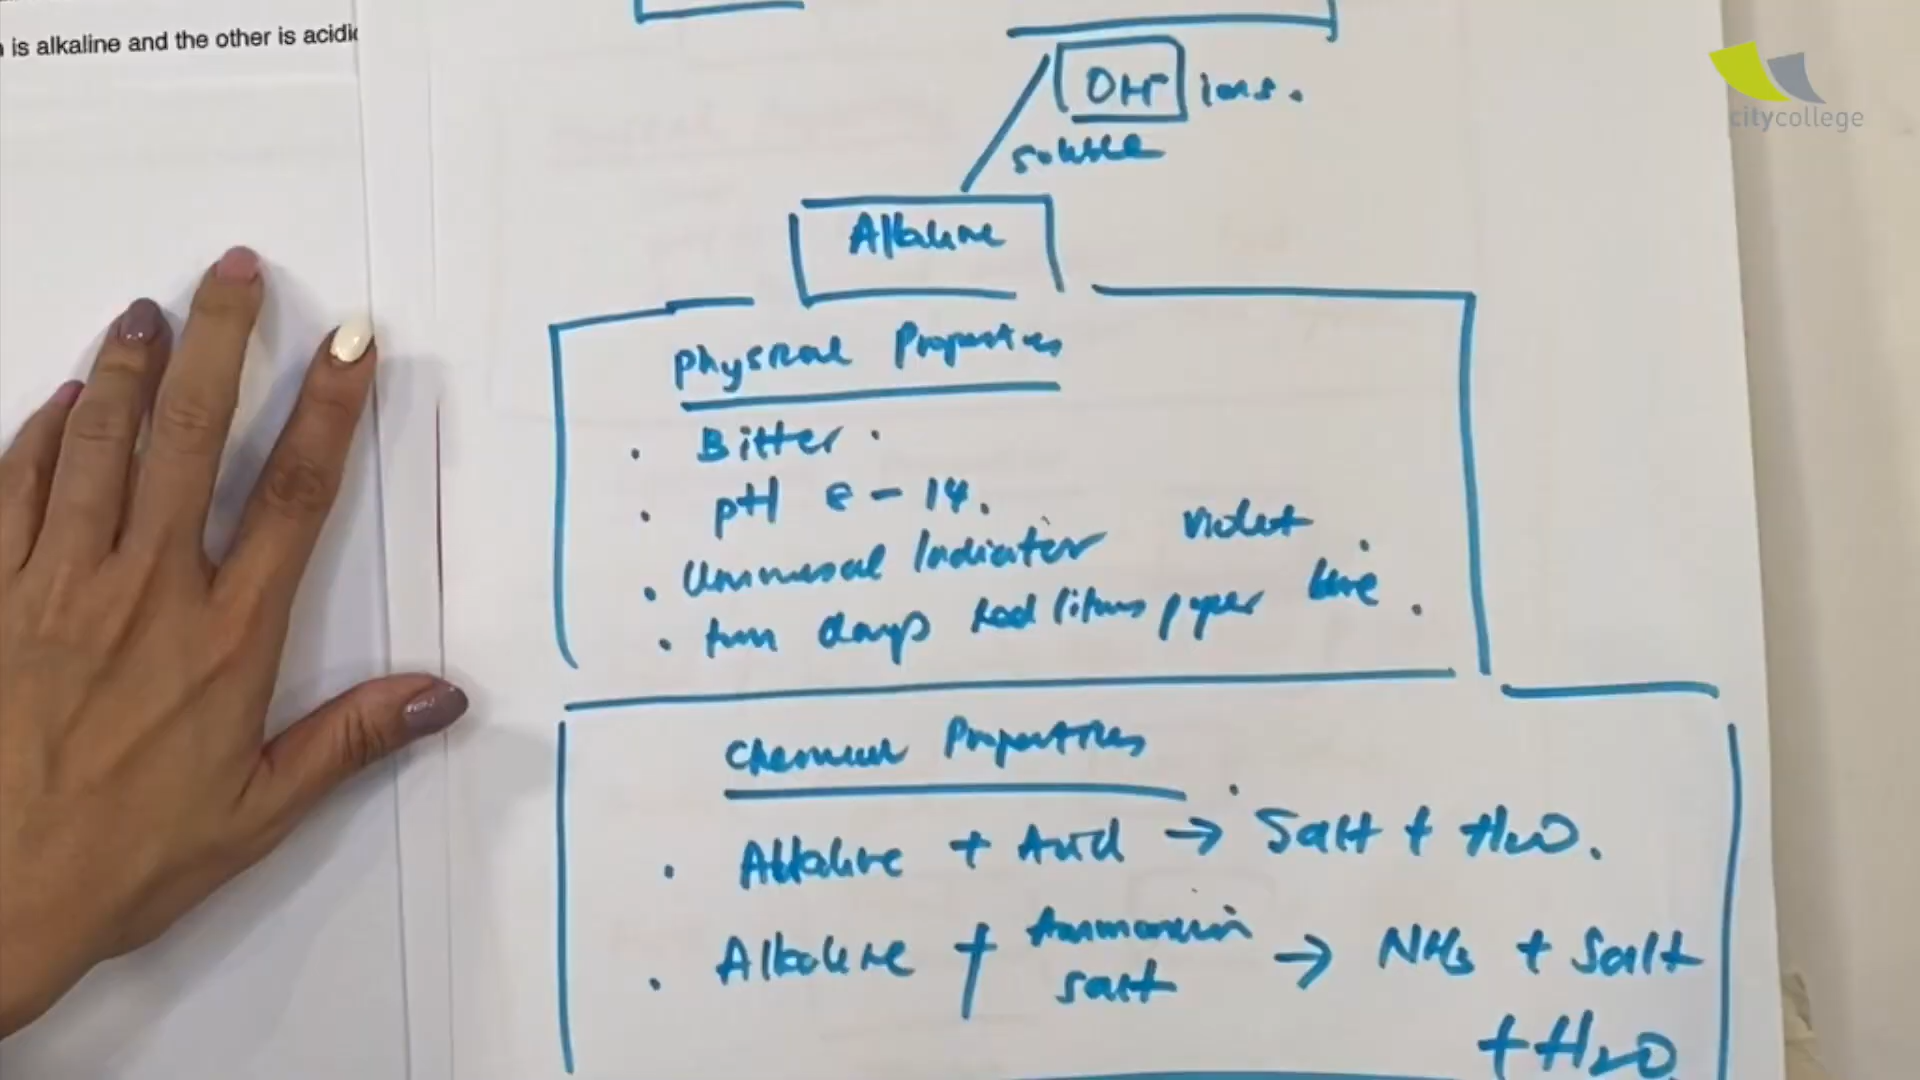 is alkaline and the other is acidic
citycollege
OH⁻ ions.
soluble
Alkaline
Physical Properties
• Bitter.
• pH 8 - 14.
• Universal Indicator violet
• turn damp red litmus paper blue.
Chemical Properties
• Alkaline + Acid → Salt + H2O.
• Alkaline + Ammonium salt → NH3 + Salt
+ H2O